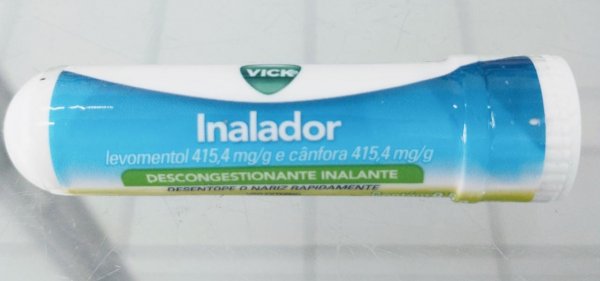 VICK
Inalador
levomentol 415,4 mg/g e cânfora 415,4 mg/g
DESCONGESTIONANTE INALANTE
DESENTOPE O NARIZ RAPIDAMENTE